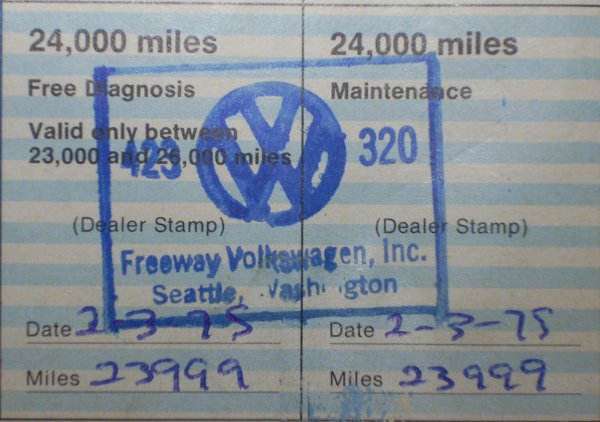 24,000 miles
Free Diagnosis
Valid only between
23,000 and 26,000 miles
(Dealer Stamp)
Date 2-3-75
Miles 23999
24,000 miles
Maintenance
(Dealer Stamp)
Date 2-3-75
Miles 23999
423 VW 320
Freeway Volkswagen, Inc.
Seattle, Washington